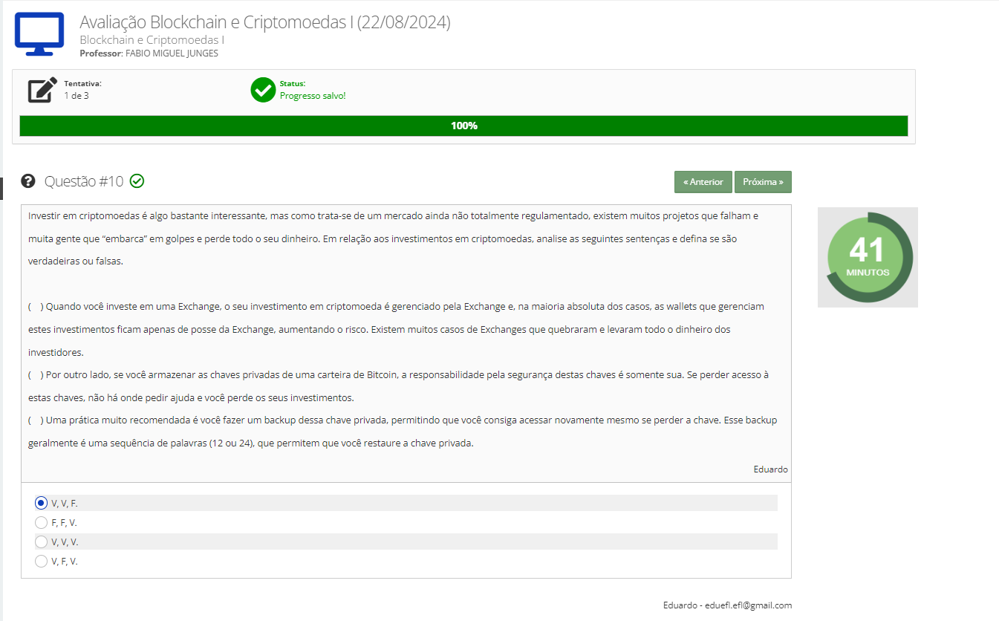 Avaliação Blockchain e Criptomoedas I (22/08/2024)
Blockchain e Criptomoedas I
Professor: FABIO MIGUEL JUNGES
Tentativa:
1 de 3
Status:
Progresso salvo!
100%
Questão #10
« Anterior
Próxima »
Investir em criptomoedas é algo bastante interessante, mas como trata-se de um mercado ainda não totalmente regulamentado, existem muitos projetos que falham e
muita gente que “embarca” em golpes e perde todo o seu dinheiro. Em relação aos investimentos em criptomoedas, analise as seguintes sentenças e defina se são
verdadeiras ou falsas.
( ) Quando você investe em uma Exchange, o seu investimento em criptomoeda é gerenciado pela Exchange e, na maioria absoluta dos casos, as wallets que gerenciam
estes investimentos ficam apenas de posse da Exchange, aumentando o risco. Existem muitos casos de Exchanges que quebraram e levaram todo o dinheiro dos
investidores.
( ) Por outro lado, se você armazenar as chaves privadas de uma carteira de Bitcoin, a responsabilidade pela segurança destas chaves é somente sua. Se perder acesso à
estas chaves, não há onde pedir ajuda e você perde os seus investimentos.
( ) Uma prática muito recomendada é você fazer um backup dessa chave privada, permitindo que você consiga acessar novamente mesmo se perder a chave. Esse backup
geralmente é uma sequência de palavras (12 ou 24), que permitem que você restaure a chave privada.
Eduardo
41
MINUTOS
V, V, F.
F, F, V.
V, V, V.
V, F, V.
Eduardo - eduefl.efl@gmail.com